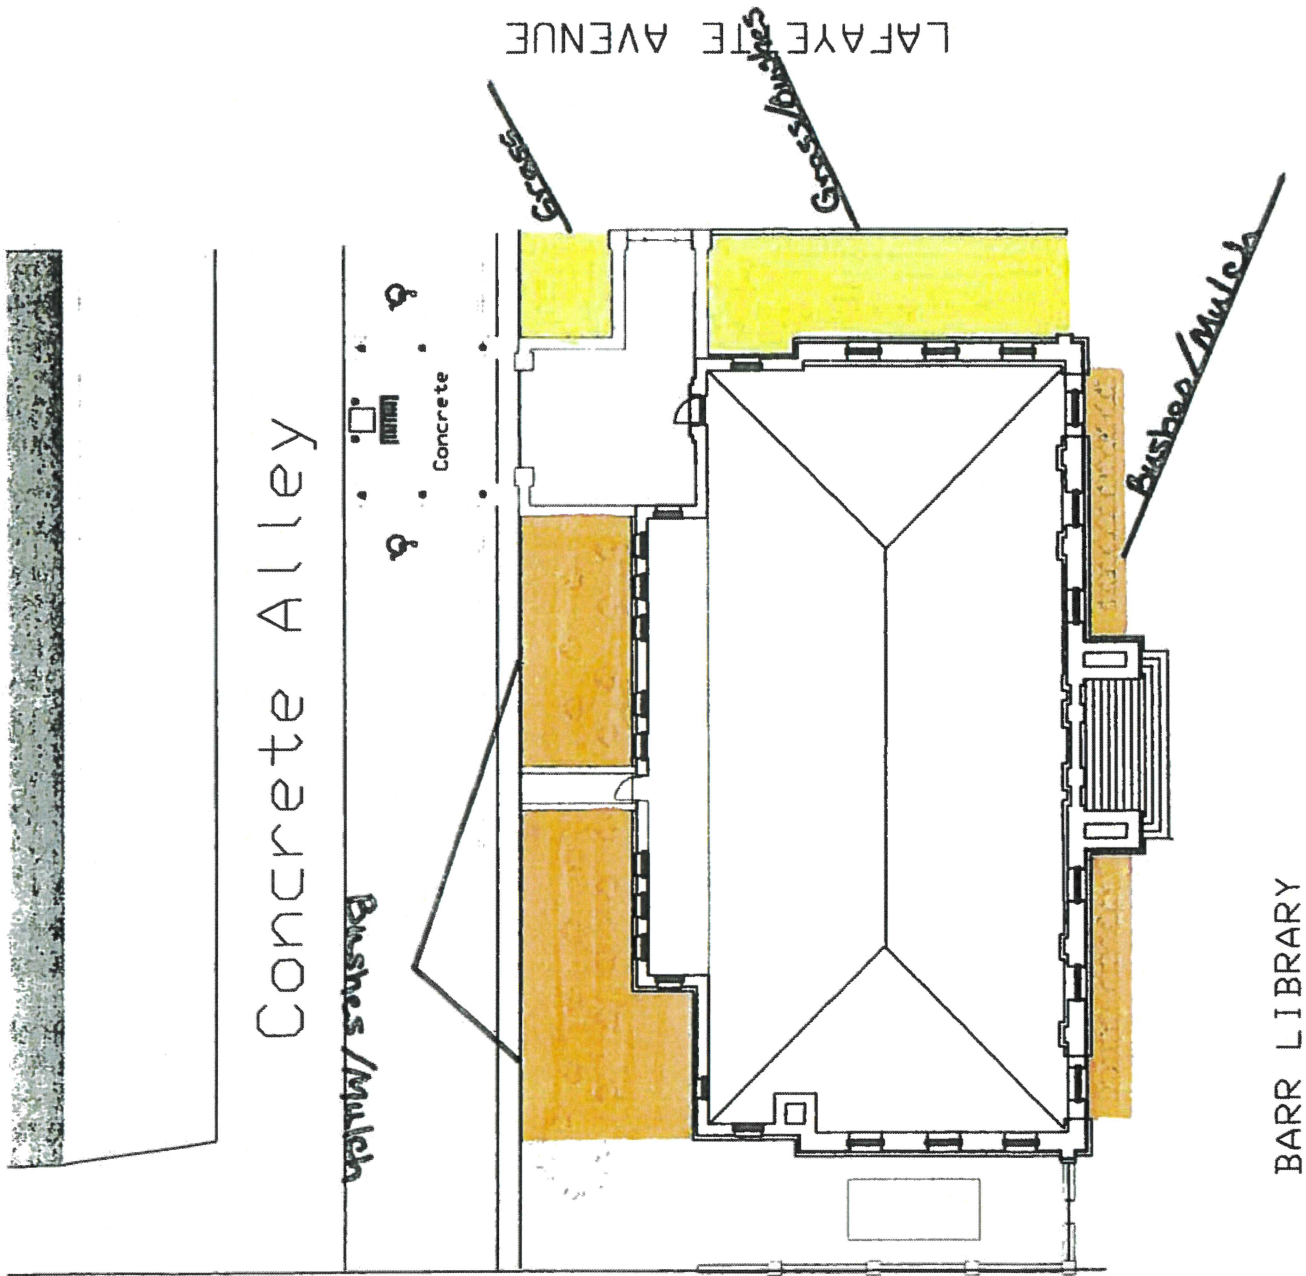 LAFAYETTE AVENUE
Grass
Grass/Bushes
Bushes/Mulch
Concrete Alley
Concrete
Bushes/Mulch
BARR LIBRARY